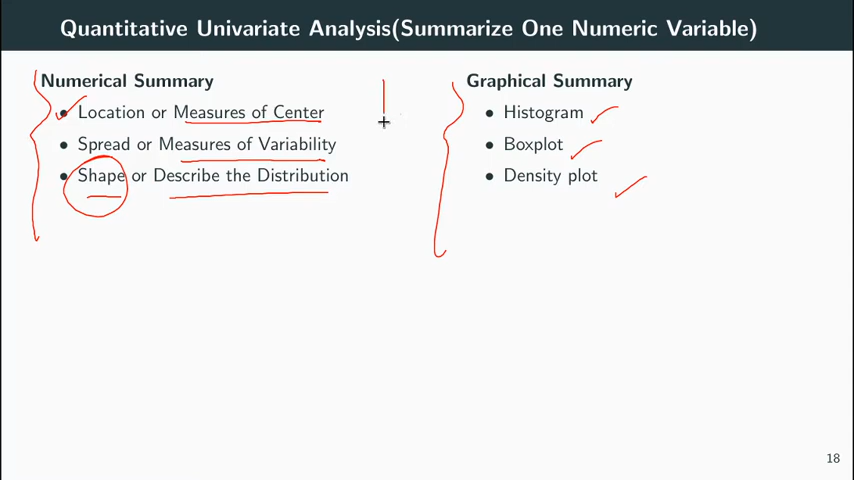 Quantitative Univariate Analysis(Summarize One Numeric Variable)
Numerical Summary
• Location or Measures of Center
• Spread or Measures of Variability
• Shape or Describe the Distribution
Graphical Summary
• Histogram
• Boxplot
• Density plot
18